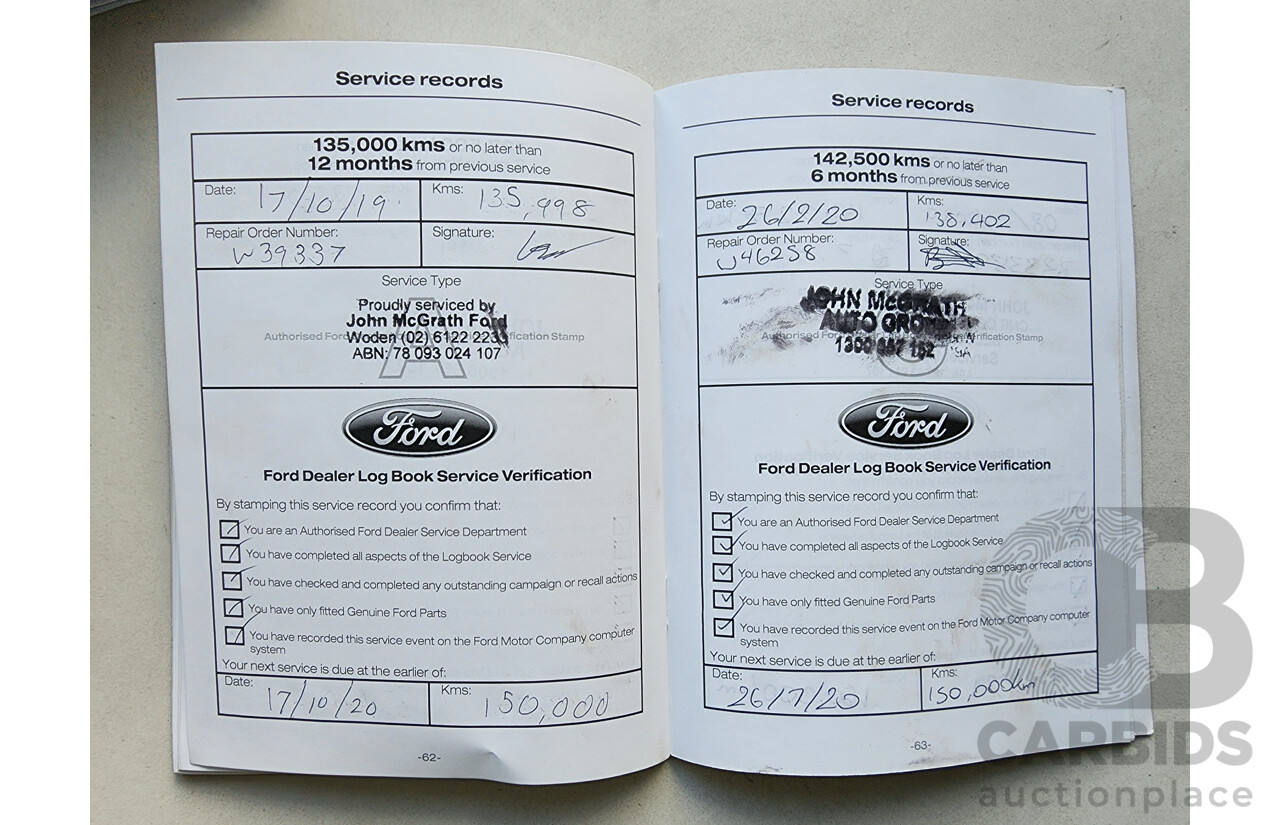 Service records
135,000 kms or no later than
12 months from previous service
Date: 17/10/19 Kms: 135,998
Repair Order Number: W39337 Signature:
Service Type
A
Proudly serviced by
John McGrath Ford
Woden (02) 6122 223
Authorised For rification Stamp
ABN: 78 093 024 107
Ford
Ford Dealer Log Book Service Verification
By stamping this service record you confirm that:
You are an Authorised Ford Dealer Service Department
You have completed all aspects of the Logbook Service
You have checked and completed any outstanding campaign or recall actions
You have only fitted Genuine Ford Parts
You have recorded this service event on the Ford Motor Company computer
system
Your next service is due at the earlier of:
Date: 17/10/20 Kms: 150,000
-62-
Service records
142,500 kms or no later than
6 months from previous service
Date: 26/2/20 Kms: 138,402
Repair Order Number: U46258 Signature:
Service Type
JOHN McGRATH
AUTO GROUP
Authorised For rification Stamp
1300
Ford
Ford Dealer Log Book Service Verification
By stamping this service record you confirm that:
You are an Authorised Ford Dealer Service Department
You have completed all aspects of the Logbook Service
You have checked and completed any outstanding campaign or recall actions
You have only fitted Genuine Ford Parts
You have recorded this service event on the Ford Motor Company computer
system
Your next service is due at the earlier of:
Date: 26/7/20 Kms: 150,000km
-63-
CB
CARBIDS
auctionplace